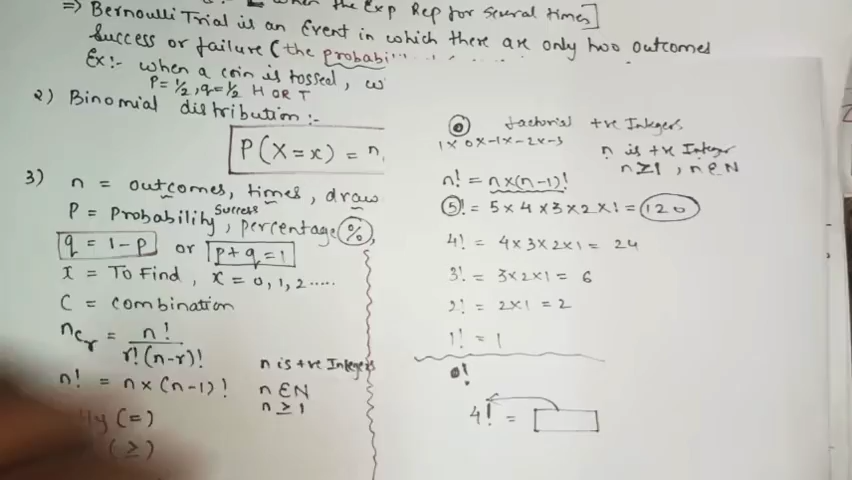 When the Exp Rep for Several times]
⇒ Bernoulli Trial is an Event in which there are only two outcomes
Success or failure (the probabi
Ex:- when a coin is tossed, w
P=1/2, q=1/2 H OR T
2) Binomial distribution :-
P(X=x) = n
3) n = outcomes, times, draw
P = Probability, Success, percentage (%),
q = 1-p or p+q=1
x = To Find, x = 0, 1, 2 .....
C = combination
nCr = n! / r!(n-r)!
n is +ve Integers
n! = n x (n-1)! n∈N
n ≥ 1
(=)
(≥)
0 factorial +ve Integers
1x0x-1x-2x-3
n is +ve Integer
n≥1, n∈N
n! = n x (n-1)!
5! = 5 x 4 x 3 x 2 x 1 = 120
4! = 4 x 3 x 2 x 1 = 24
3! = 3 x 2 x 1 = 6
2! = 2 x 1 = 2
1! = 1
0!
4! =